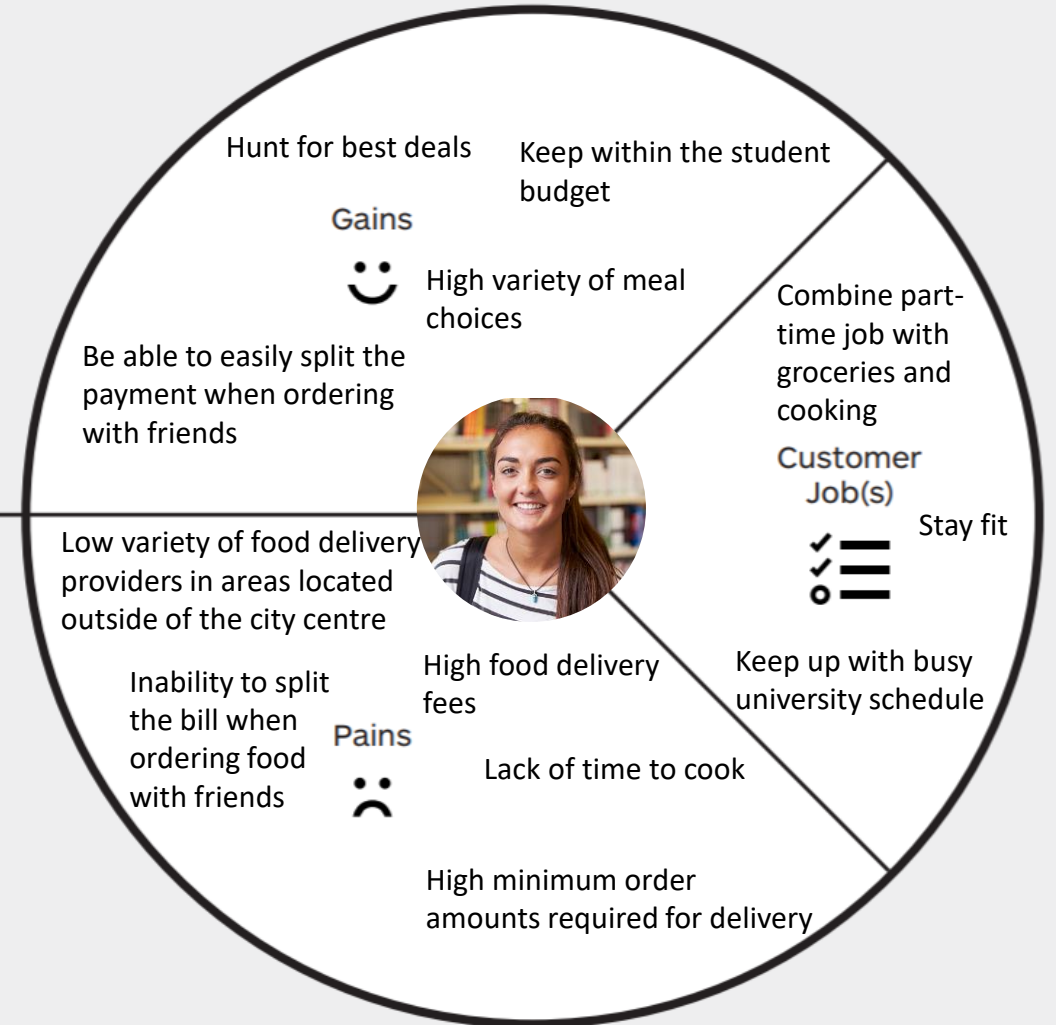 Hunt for best deals
Keep within the student
budget
Gains
High variety of meal
choices
Be able to easily split the
payment when ordering
with friends
Combine part-
time job with
groceries and
cooking
Customer
Job(s)
Stay fit
Keep up with busy
university schedule
Low variety of food delivery
providers in areas located
outside of the city centre
High food delivery
fees
Inability to split
the bill when
ordering food
with friends
Pains
Lack of time to cook
High minimum order
amounts required for delivery